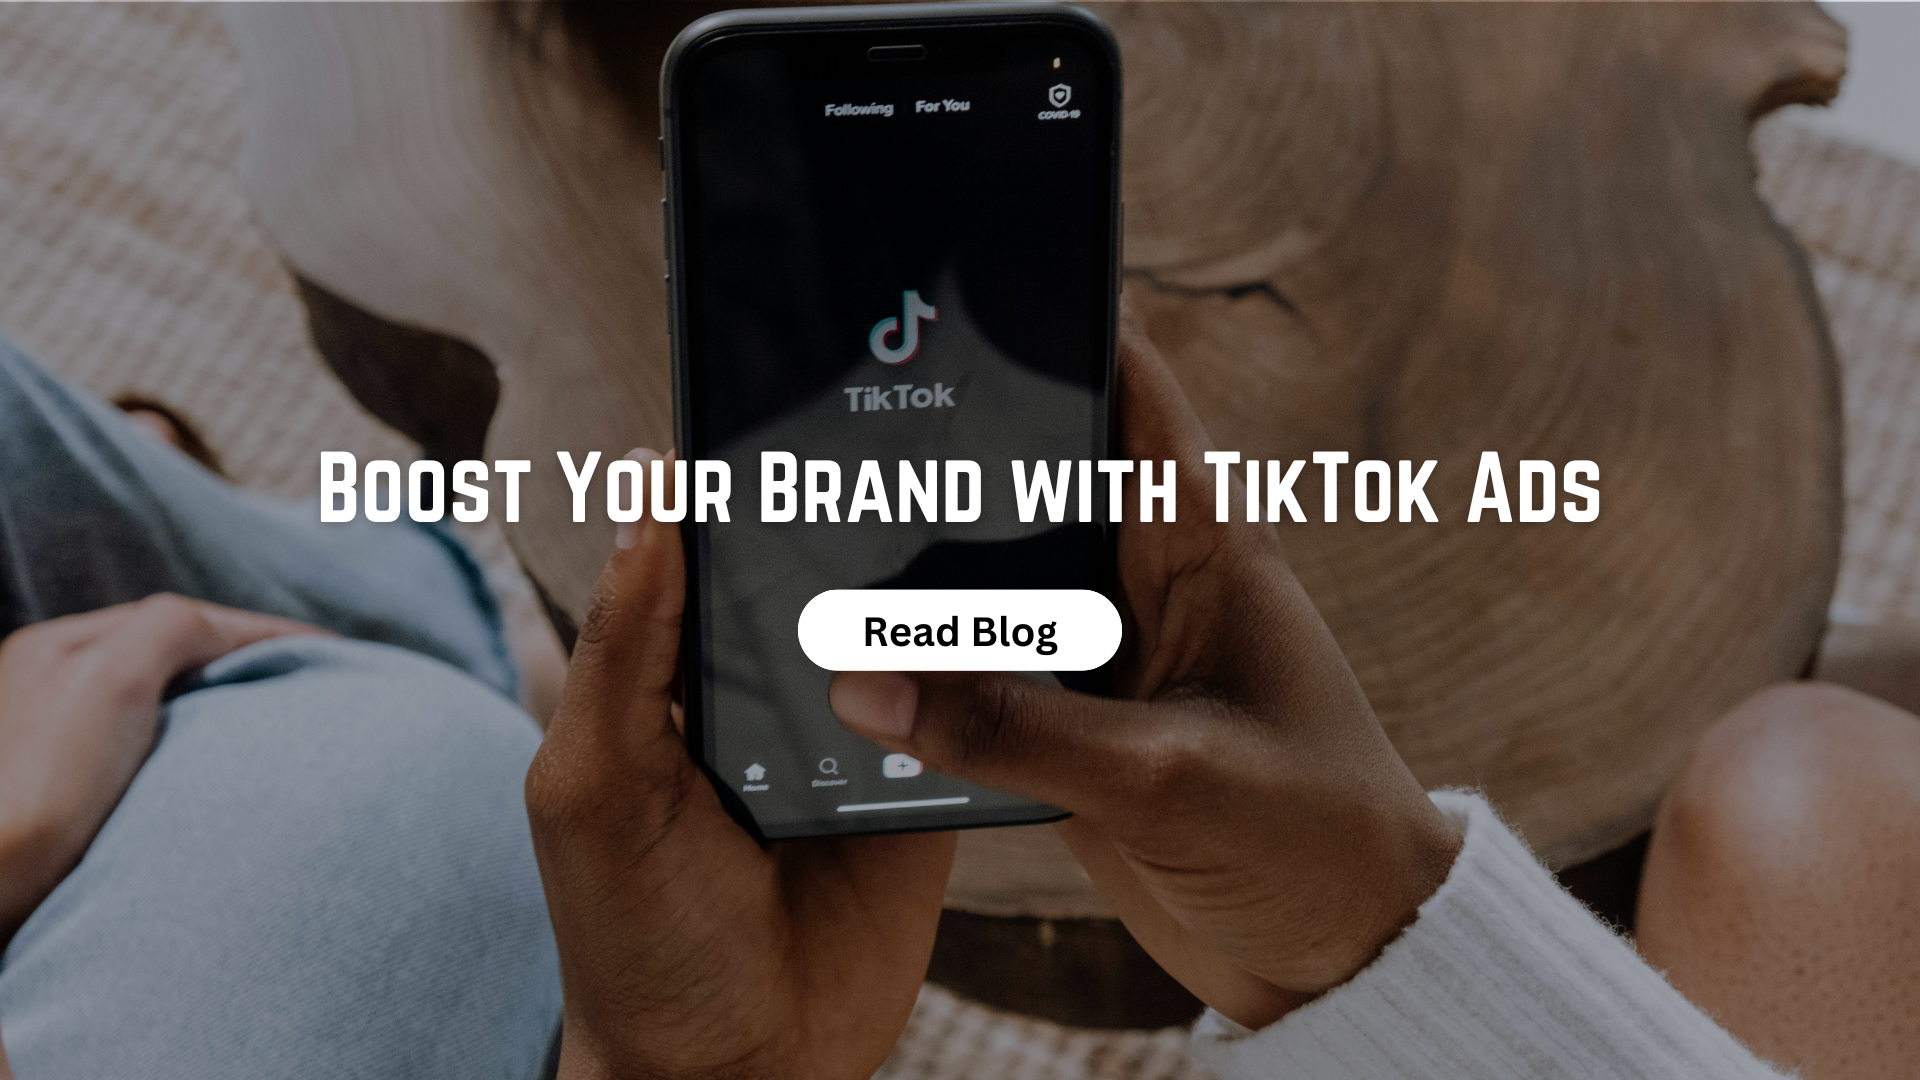 Following For You
COVID-19
TikTok
Boost Your Brand with TikTok Ads
Read Blog
Home Discover